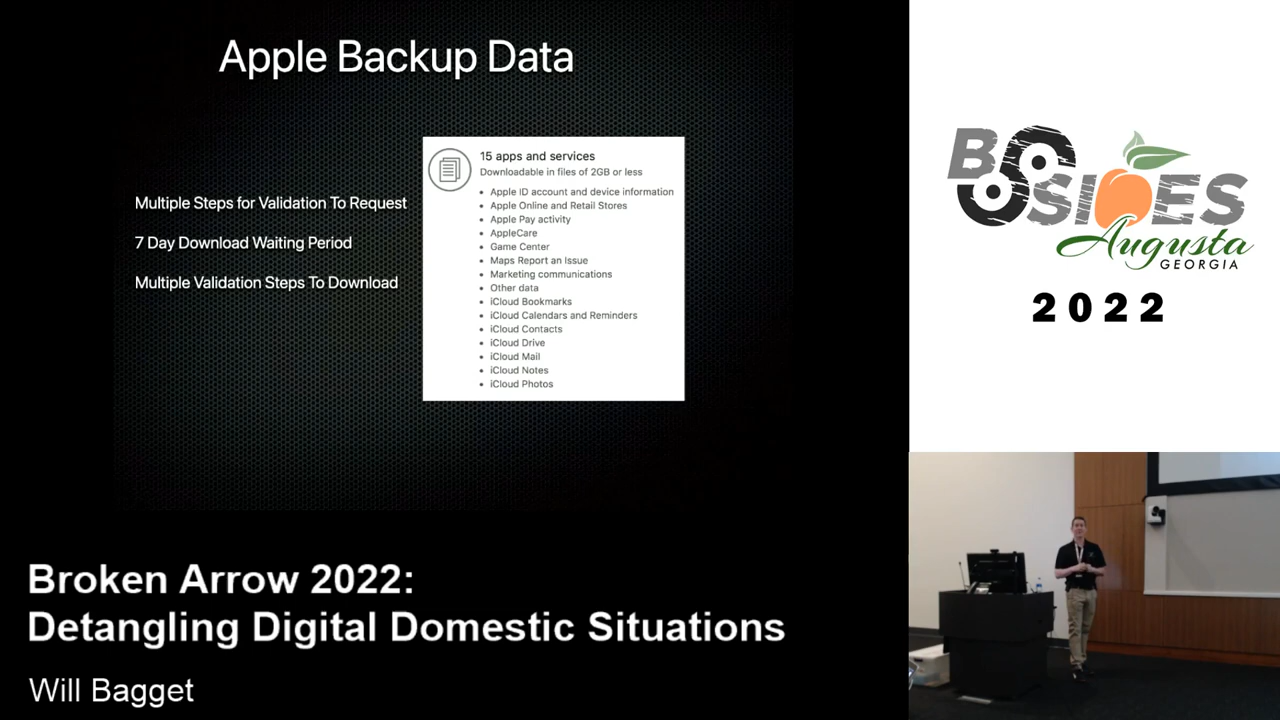 Apple Backup Data
Multiple Steps for Validation To Request
7 Day Download Waiting Period
Multiple Validation Steps To Download
15 apps and services
Downloadable in files of 2GB or less
• Apple ID account and device information
• Apple Online and Retail Stores
• Apple Pay activity
• AppleCare
• Game Center
• Maps Report an Issue
• Marketing communications
• Other data
• iCloud Bookmarks
• iCloud Calendars and Reminders
• iCloud Contacts
• iCloud Drive
• iCloud Mail
• iCloud Notes
• iCloud Photos
BSIDES
Augusta
GEORGIA
2022
Broken Arrow 2022:
Detangling Digital Domestic Situations
Will Bagget